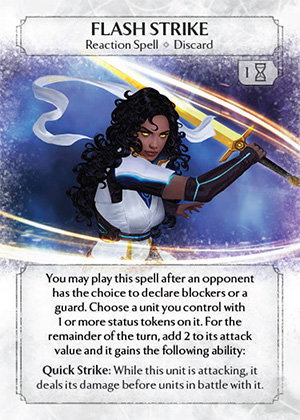 FLASH STRIKE
Reaction Spell ⟡ Discard
1
You may play this spell after an opponent
has the choice to declare blockers or a
guard. Choose a unit you control with
1 or more status tokens on it. For the
remainder of the turn, add 2 to its attack
value and it gains the following ability:
Quick Strike: While this unit is attacking, it
deals its damage before units in battle with it.